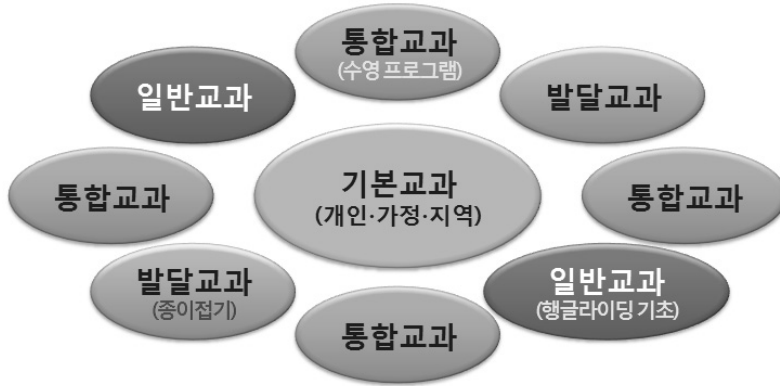 통합교과
(수영 프로그램)
일반교과
발달교과
기본교과
(개인·가정·지역)
통합교과
통합교과
발달교과
(종이접기)
일반교과
(행글라이딩 기초)
통합교과